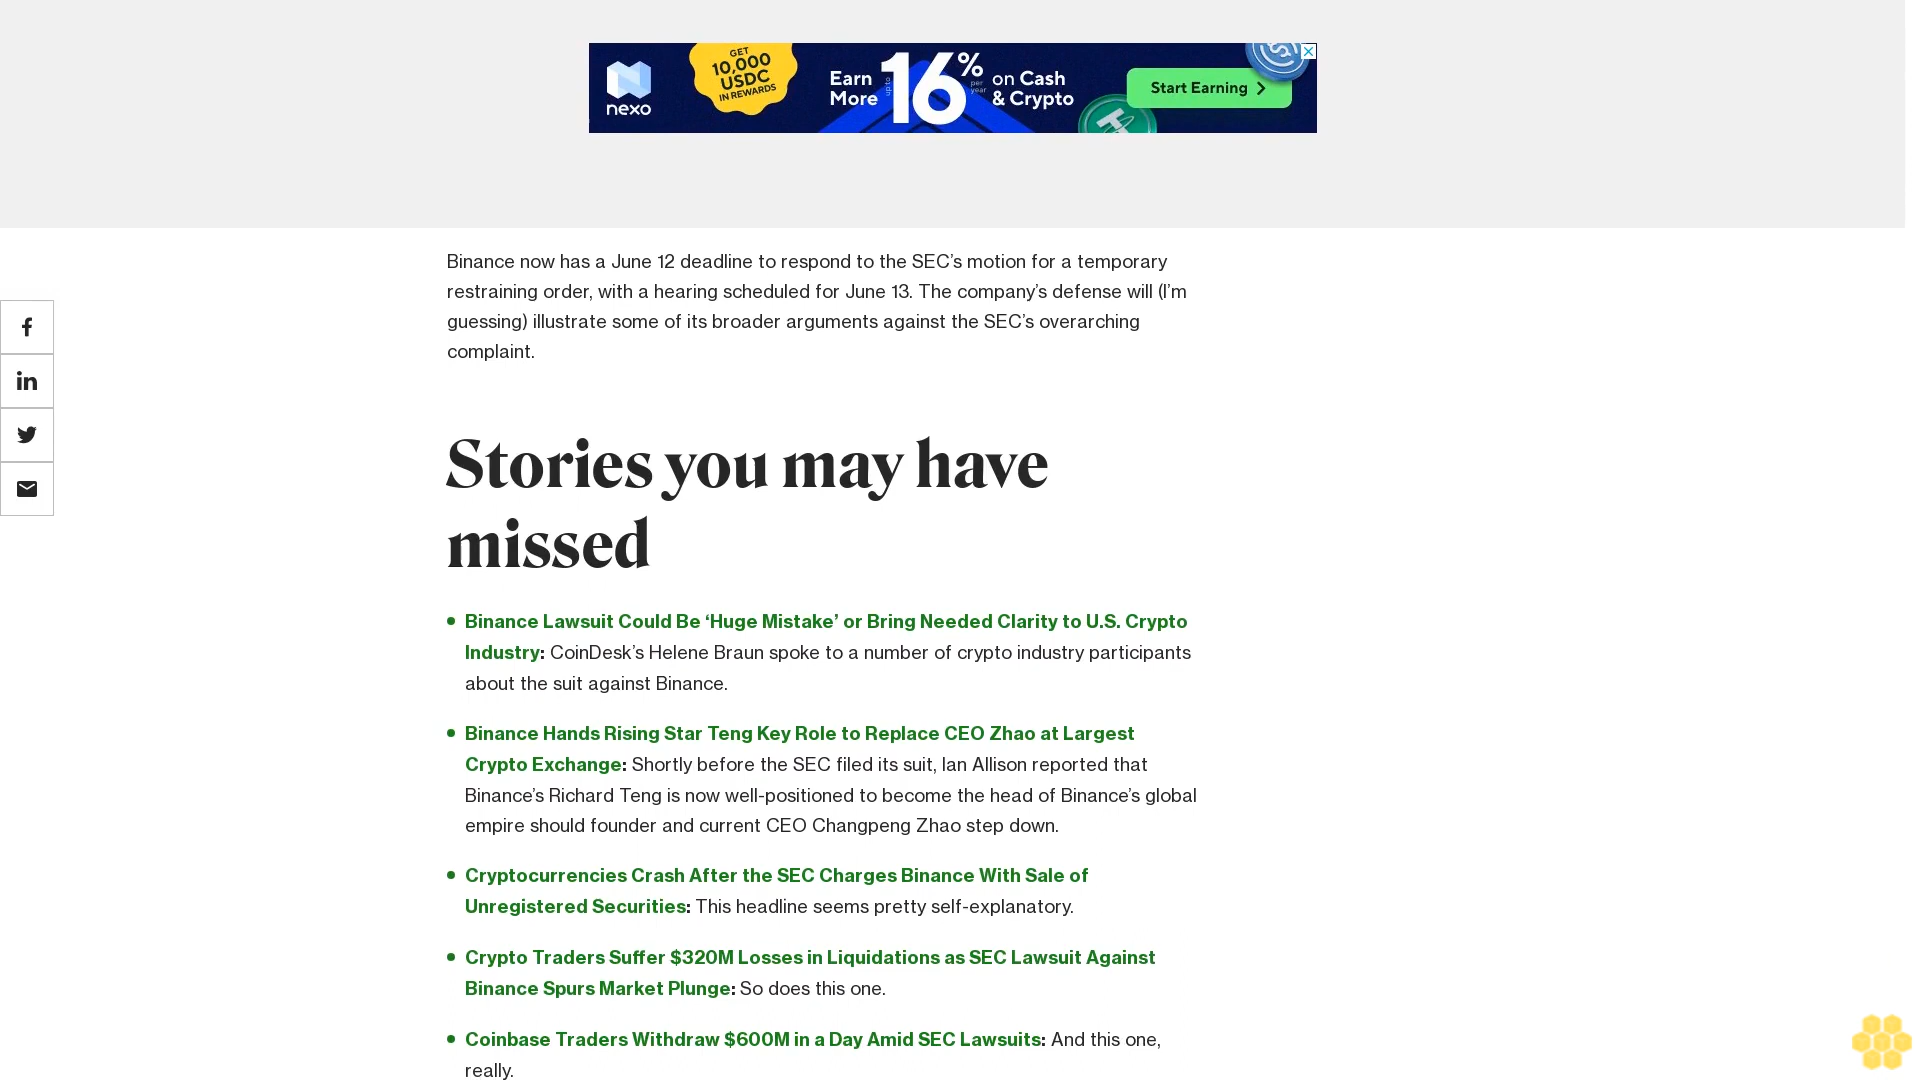 nexo
GET
10,000
USDC
IN REWARDS
Earn
More
up to
16%
per
year
on Cash
& Crypto
Start Earning
Binance now has a June 12 deadline to respond to the SEC’s motion for a temporary
restraining order, with a hearing scheduled for June 13. The company’s defense will (I’m
guessing) illustrate some of its broader arguments against the SEC’s overarching
complaint.
Stories you may have
missed
Binance Lawsuit Could Be ‘Huge Mistake’ or Bring Needed Clarity to U.S. Crypto
Industry: CoinDesk’s Helene Braun spoke to a number of crypto industry participants
about the suit against Binance.
Binance Hands Rising Star Teng Key Role to Replace CEO Zhao at Largest
Crypto Exchange: Shortly before the SEC filed its suit, Ian Allison reported that
Binance’s Richard Teng is now well-positioned to become the head of Binance’s global
empire should founder and current CEO Changpeng Zhao step down.
Cryptocurrencies Crash After the SEC Charges Binance With Sale of
Unregistered Securities: This headline seems pretty self-explanatory.
Crypto Traders Suffer $320M Losses in Liquidations as SEC Lawsuit Against
Binance Spurs Market Plunge: So does this one.
Coinbase Traders Withdraw $600M in a Day Amid SEC Lawsuits: And this one,
really.